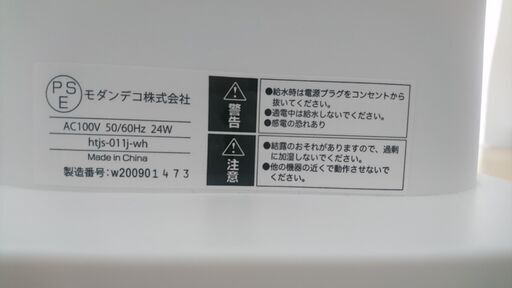 PS
E
モダンデコ株式会社
AC100V 50/60Hz 24W
htjs-011j-wh
Made in China
製造番号:w200901473
警告
●給水時は電源プラグをコンセントから
抜いてください。
●通電中は給水しないでください。
●感電の恐れあり
注意
●結露のおそれがありますので、過剰
に加湿しないでください。
●他の機器の近くで動作させないで
ください。